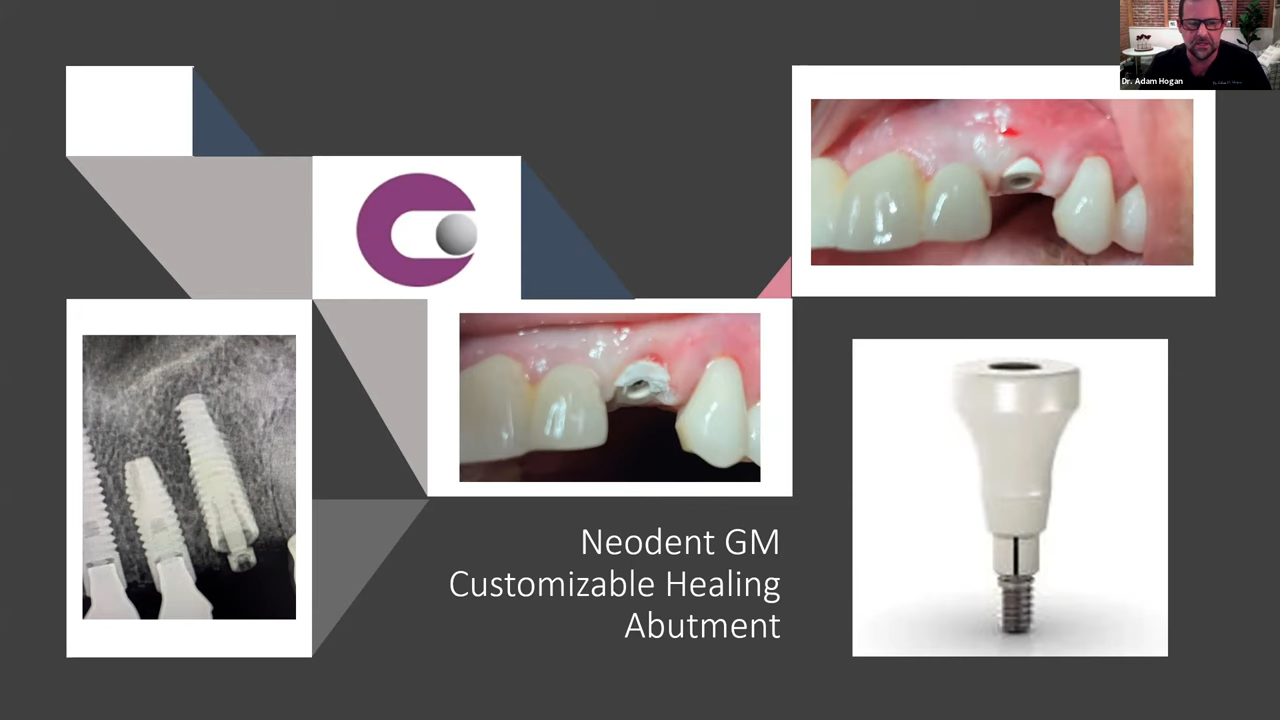 Dr. Adam Hogan
Neodent GM
Customizable Healing
Abutment